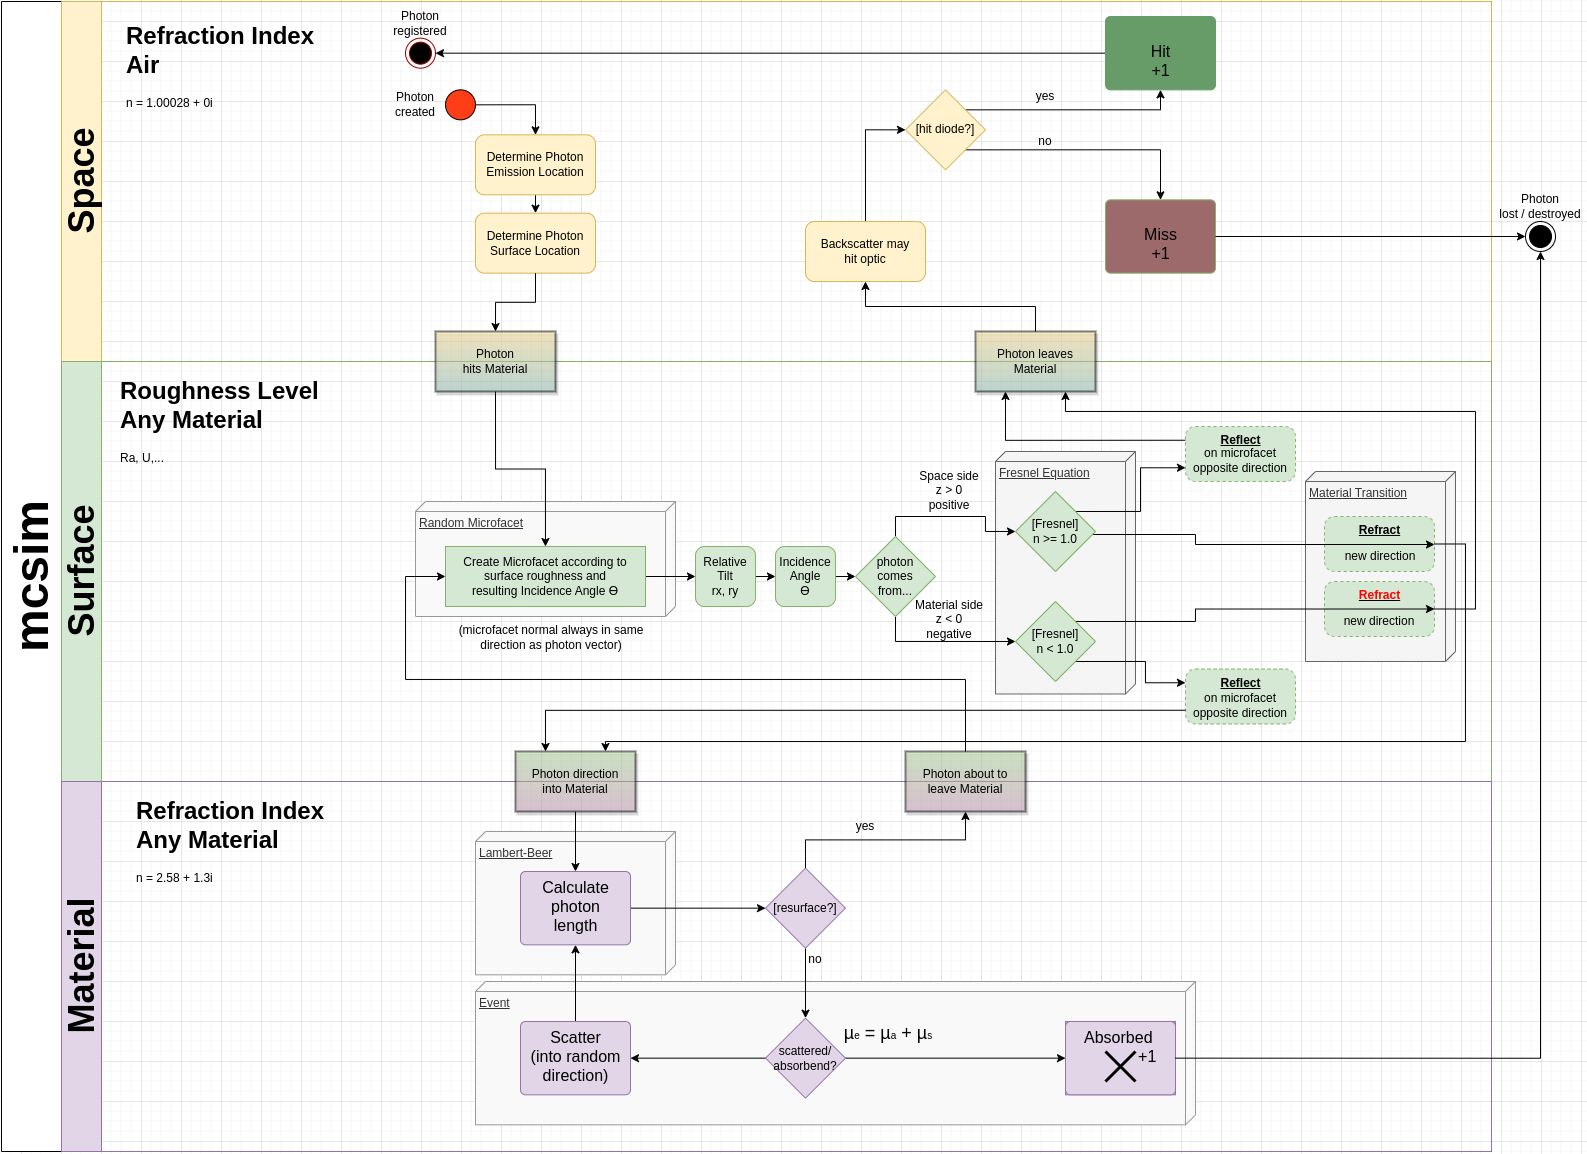 mcsim
Space
Refraction Index
Air
n = 1.00028 + 0i
Photon
registered
Photon
created
Determine Photon
Emission Location
Determine Photon
Surface Location
Photon
hits Material
Hit
+1
yes
[hit diode?]
no
Backscatter may
hit optic
Miss
+1
Photon
lost / destroyed
Photon leaves
Material
Surface
Roughness Level
Any Material
Ra, U,...
Random Microfacet
Create Microfacet according to
surface roughness and
resulting Incidence Angle Θ
(microfacet normal always in same
direction as photon vector)
Relative
Tilt
rx, ry
Incidence
Angle
Θ
photon
comes
from...
Space side
z > 0
positive
Material side
z < 0
negative
Fresnel Equation
[Fresnel]
n >= 1.0
[Fresnel]
n < 1.0
Reflect
on microfacet
opposite direction
Material Transition
Refract
new direction
Refract
new direction
Reflect
on microfacet
opposite direction
Photon direction
into Material
Photon about to
leave Material
Material
Refraction Index
Any Material
n = 2.58 + 1.3i
Lambert-Beer
Calculate
photon
length
yes
[resurface?]
no
Event
Scatter
(into random
direction)
scattered/
absorbend?
μe = μa + μs
Absorbed
+1